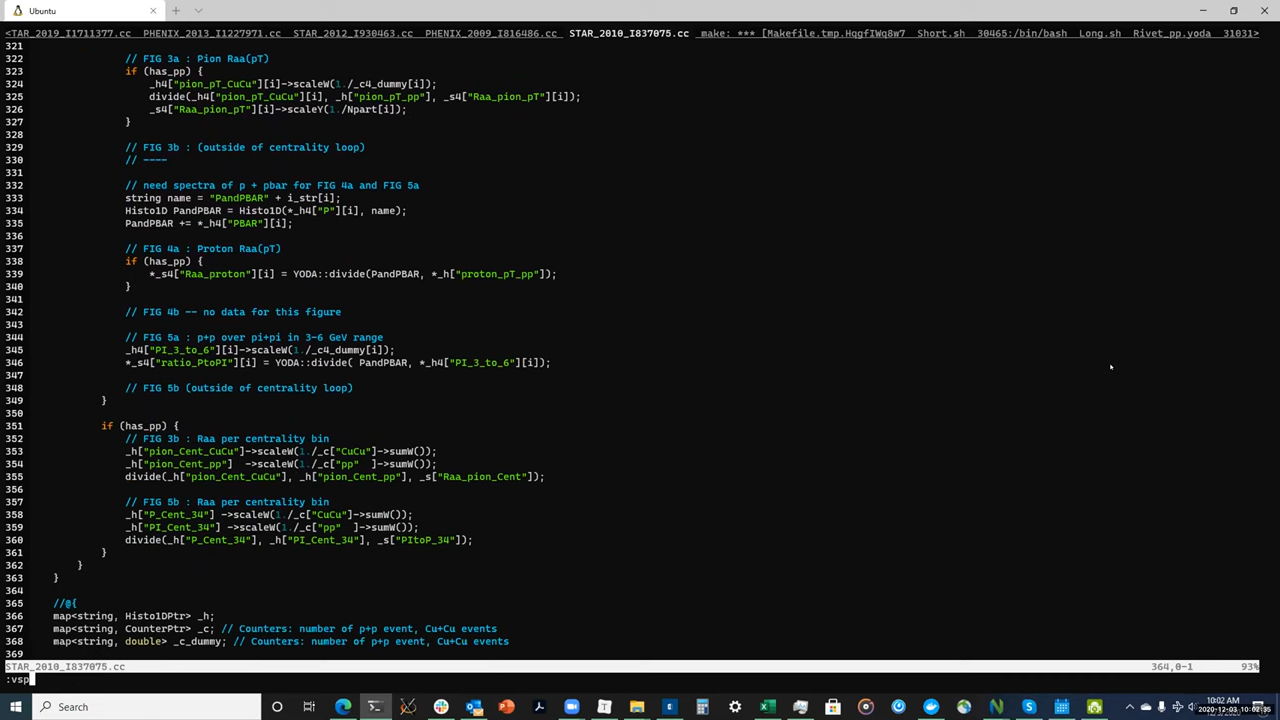 Ubuntu
<TAR_2019_I1711377.cc PHENIX_2013_I1227971.cc STAR_2012_I930463.cc PHENIX_2009_I816486.cc STAR_2010_I837075.cc make: *** [Makefile.tmp.HqgfIWq8w7 Short.sh 30465:/bin/bash Long.sh Rivet_pp.yoda 31031>
321
322 // FIG 3a : Pion Raa(pT)
323 if (has_pp) {
324 _h4["pion_pT_CuCu"][i]->scaleW(1./_c4_dummy[i]);
325 divide(_h4["pion_pT_CuCu"][i], _h["pion_pT_pp"], _s4["Raa_pion_pT"][i]);
326 _s4["Raa_pion_pT"][i]->scaleY(1./Npart[i]);
327 }
328
329 // FIG 3b : (outside of centrality loop)
330 // ----
331
332 // need spectra of p + pbar for FIG 4a and FIG 5a
333 string name = "PandPBAR" + i_str[i];
334 Histo1D PandPBAR = Histo1D(*_h4["P"][i], name);
335 PandPBAR += *_h4["PBAR"][i];
336
337 // FIG 4a : Proton Raa(pT)
338 if (has_pp) {
339 *_s4["Raa_proton"][i] = YODA::divide(PandPBAR, *_h["proton_pT_pp"]);
340 }
341
342 // FIG 4b -- no data for this figure
343
344 // FIG 5a : p+p over pi+pi in 3-6 GeV range
345 _h4["PI_3_to_6"][i]->scaleW(1./_c4_dummy[i]);
346 *_s4["ratio_PtoPI"][i] = YODA::divide( PandPBAR, *_h4["PI_3_to_6"][i]);
347
348 // FIG 5b (outside of centrality loop)
349 }
350
351 if (has_pp) {
352 // FIG 3b : Raa per centrality bin
353 _h["pion_Cent_CuCu"]->scaleW(1./_c["CuCu"]->sumW());
354 _h["pion_Cent_pp"] ->scaleW(1./_c["pp" ]->sumW());
355 divide(_h["pion_Cent_CuCu"], _h["pion_Cent_pp"], _s["Raa_pion_Cent"]);
356
357 // FIG 5b : Raa per centrality bin
358 _h["P_Cent_34"] ->scaleW(1./_c["CuCu"]->sumW());
359 _h["PI_Cent_34"] ->scaleW(1./_c["pp" ]->sumW());
360 divide(_h["P_Cent_34"], _h["PI_Cent_34"], _s["PItoP_34"]);
361 }
362 }
363 }
364
365 //@{
366 map<string, Histo1DPtr> _h;
367 map<string, CounterPtr> _c; // Counters: number of p+p event, Cu+Cu events
368 map<string, double> _c_dummy; // Counters: number of p+p event, Cu+Cu events
369
STAR_2010_I837075.cc 364,0-1 93%
:vsp
Search
10:02 AM
2020-12-03 10:02:35